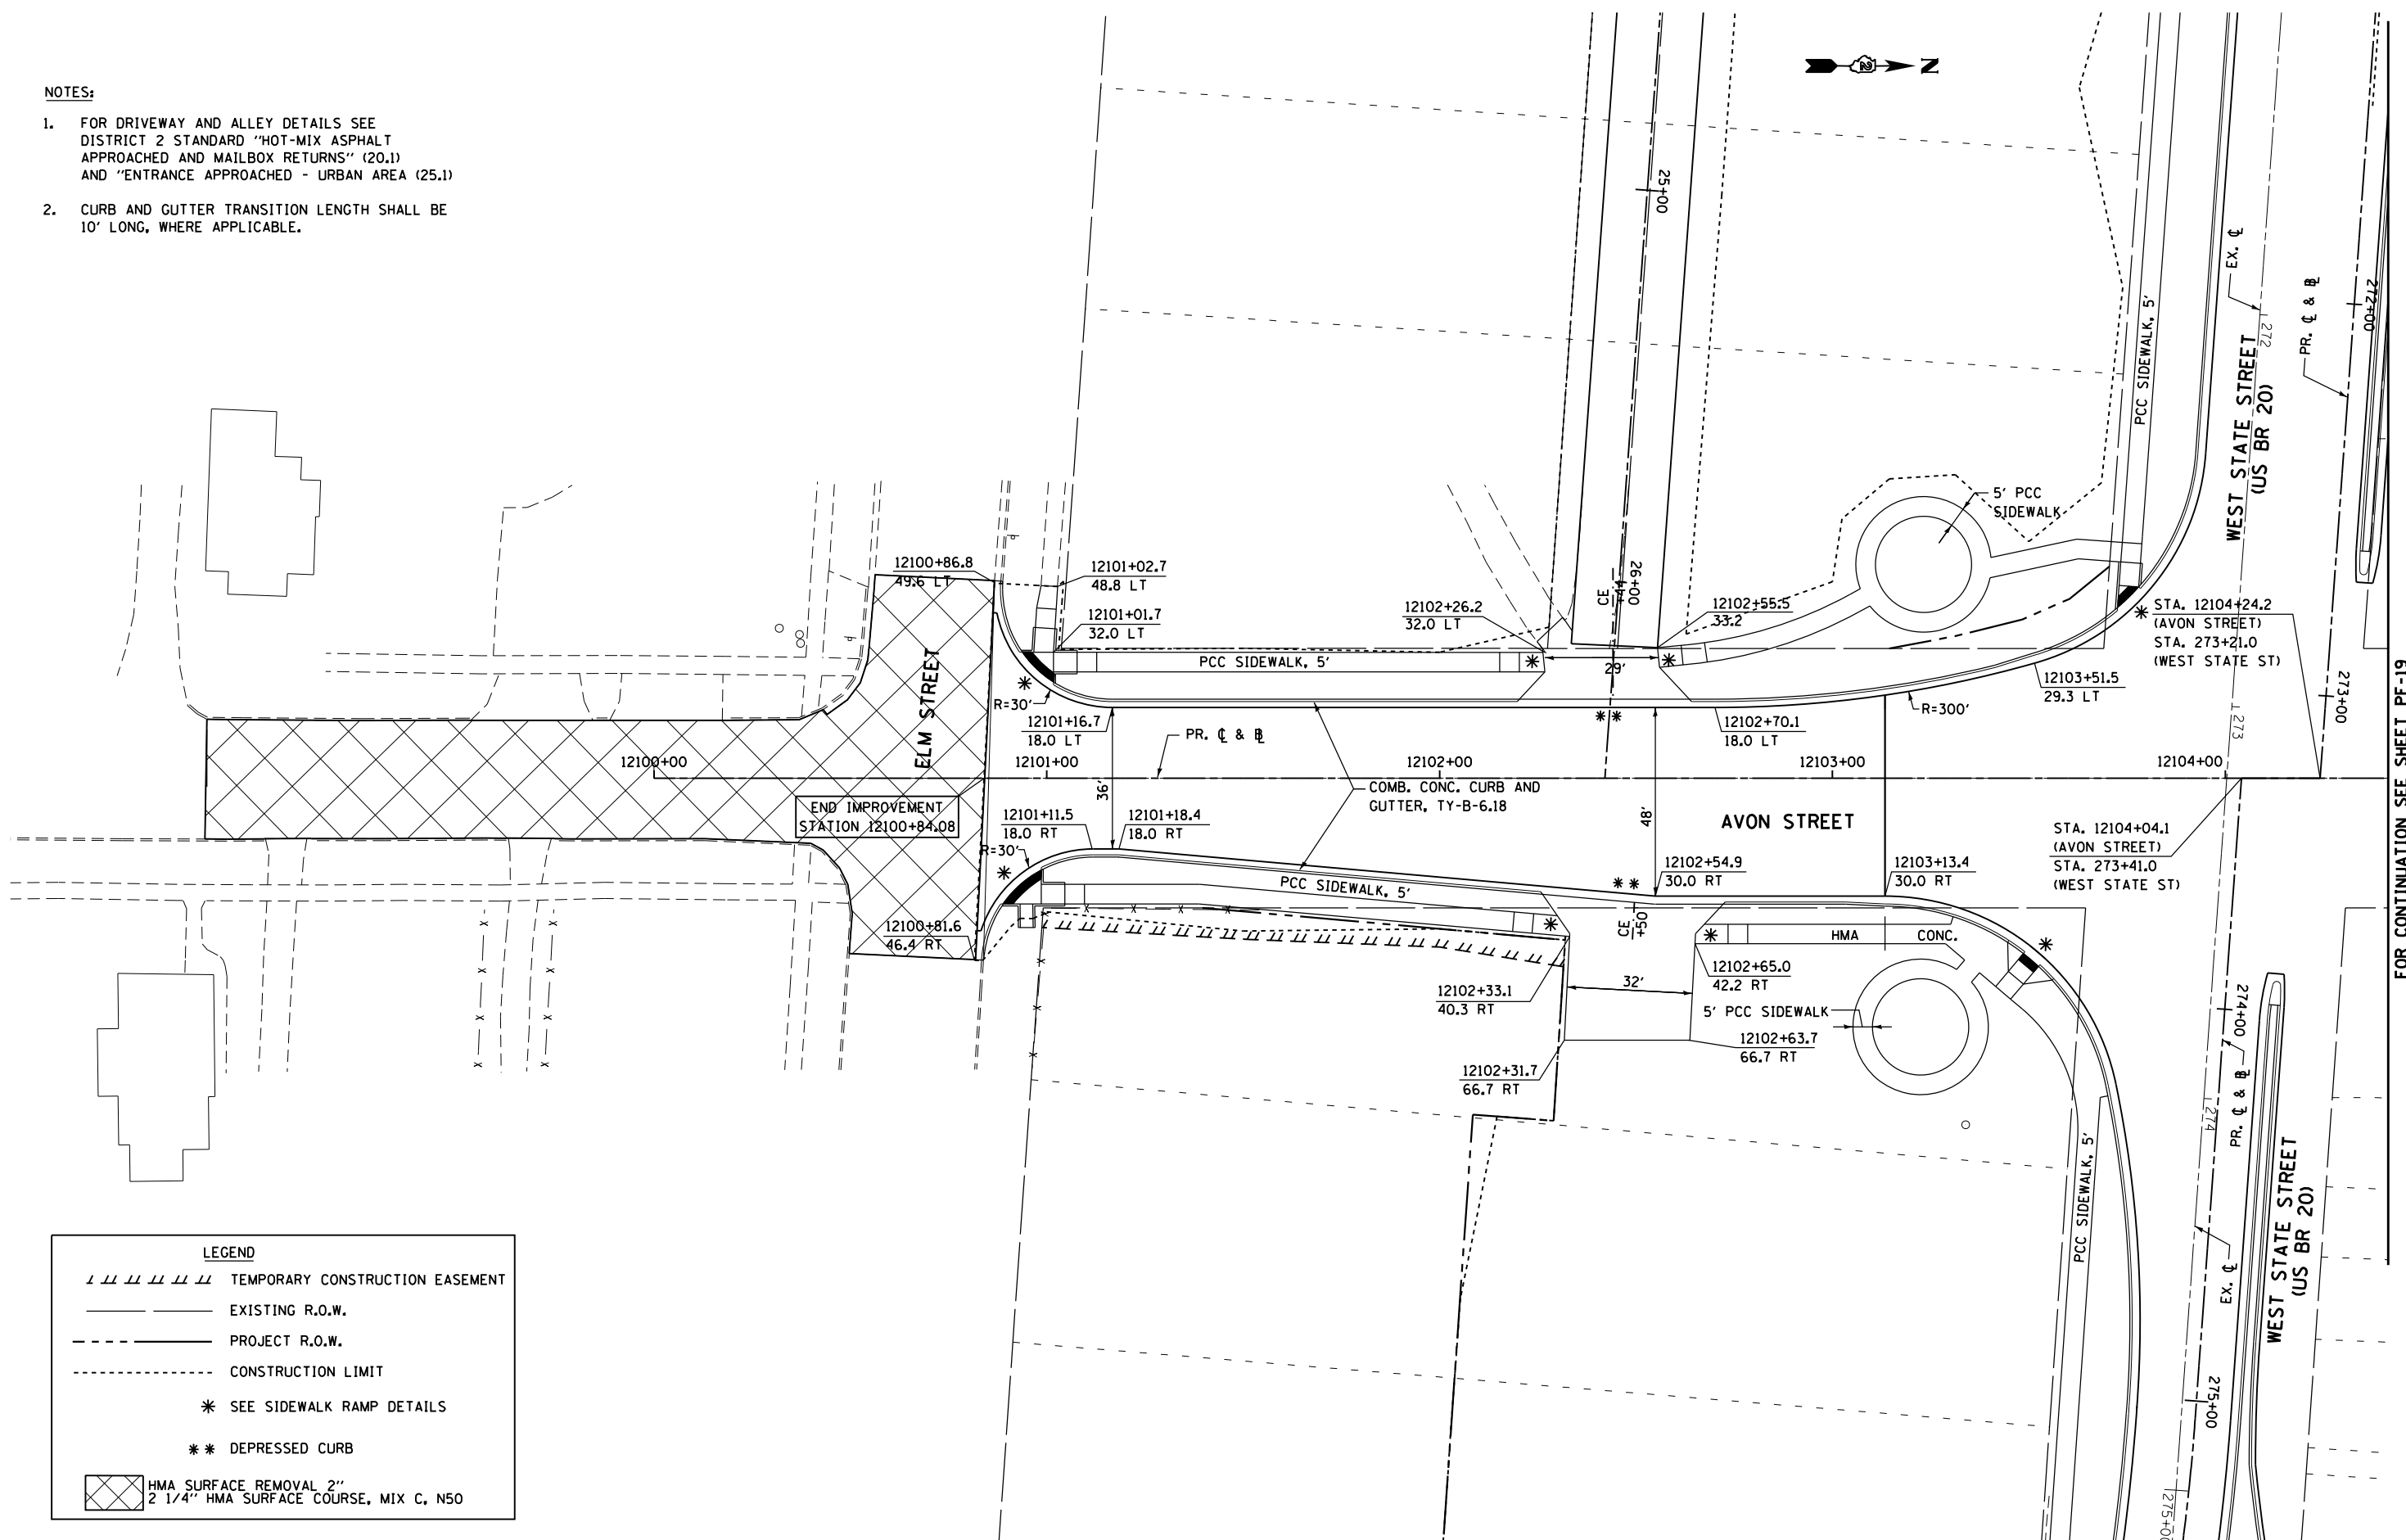 NOTES:
1. FOR DRIVEWAY AND ALLEY DETAILS SEE
DISTRICT 2 STANDARD "HOT-MIX ASPHALT
APPROACHED AND MAILBOX RETURNS" (20.1)
AND "ENTRANCE APPROACHED - URBAN AREA (25.1)
2. CURB AND GUTTER TRANSITION LENGTH SHALL BE
10' LONG, WHERE APPLICABLE.
2
N
25+00
EX. ℄
PR. ℄ & ⅊
272+00
272
PCC SIDEWALK, 5'
WEST STATE STREET
(US BR 20)
5' PCC
SIDEWALK
12100+86.8
49.6 LT
12101+02.7
48.8 LT
12101+01.7
32.0 LT
12102+26.2
32.0 LT
CE
+44
26+00
12102+55.5
33.2
STA. 12104+24.2
(AVON STREET)
STA. 273+21.0
(WEST STATE ST)
PCC SIDEWALK, 5'
29'
12103+51.5
29.3 LT
273+00
273
ELM STREET
R=30'
12101+16.7
18.0 LT
PR. ℄ & ⅊
12102+70.1
18.0 LT
R=300'
12100+00
12101+00
12102+00
12103+00
12104+00
36'
COMB. CONC. CURB AND
GUTTER, TY-B-6.18
END IMPROVEMENT
STATION 12100+84.08
12101+11.5
18.0 RT
12101+18.4
18.0 RT
48'
AVON STREET
STA. 12104+04.1
(AVON STREET)
STA. 273+41.0
(WEST STATE ST)
FOR CONTINUATION SEE SHEET PF-19
R=30'
PCC SIDEWALK, 5'
12102+54.9
30.0 RT
12103+13.4
30.0 RT
12100+81.6
46.4 RT
CE
+50
HMA CONC.
12102+33.1
40.3 RT
32'
12102+65.0
42.2 RT
5' PCC SIDEWALK
12102+63.7
66.7 RT
12102+31.7
66.7 RT
274+00
PR. ℄ & ⅊
274
PCC SIDEWALK, 5'
EX. ℄
WEST STATE STREET
(US BR 20)
275+00
LEGEND
TEMPORARY CONSTRUCTION EASEMENT
EXISTING R.O.W.
PROJECT R.O.W.
CONSTRUCTION LIMIT
* SEE SIDEWALK RAMP DETAILS
** DEPRESSED CURB
HMA SURFACE REMOVAL 2"
2 1/4" HMA SURFACE COURSE, MIX C, N50